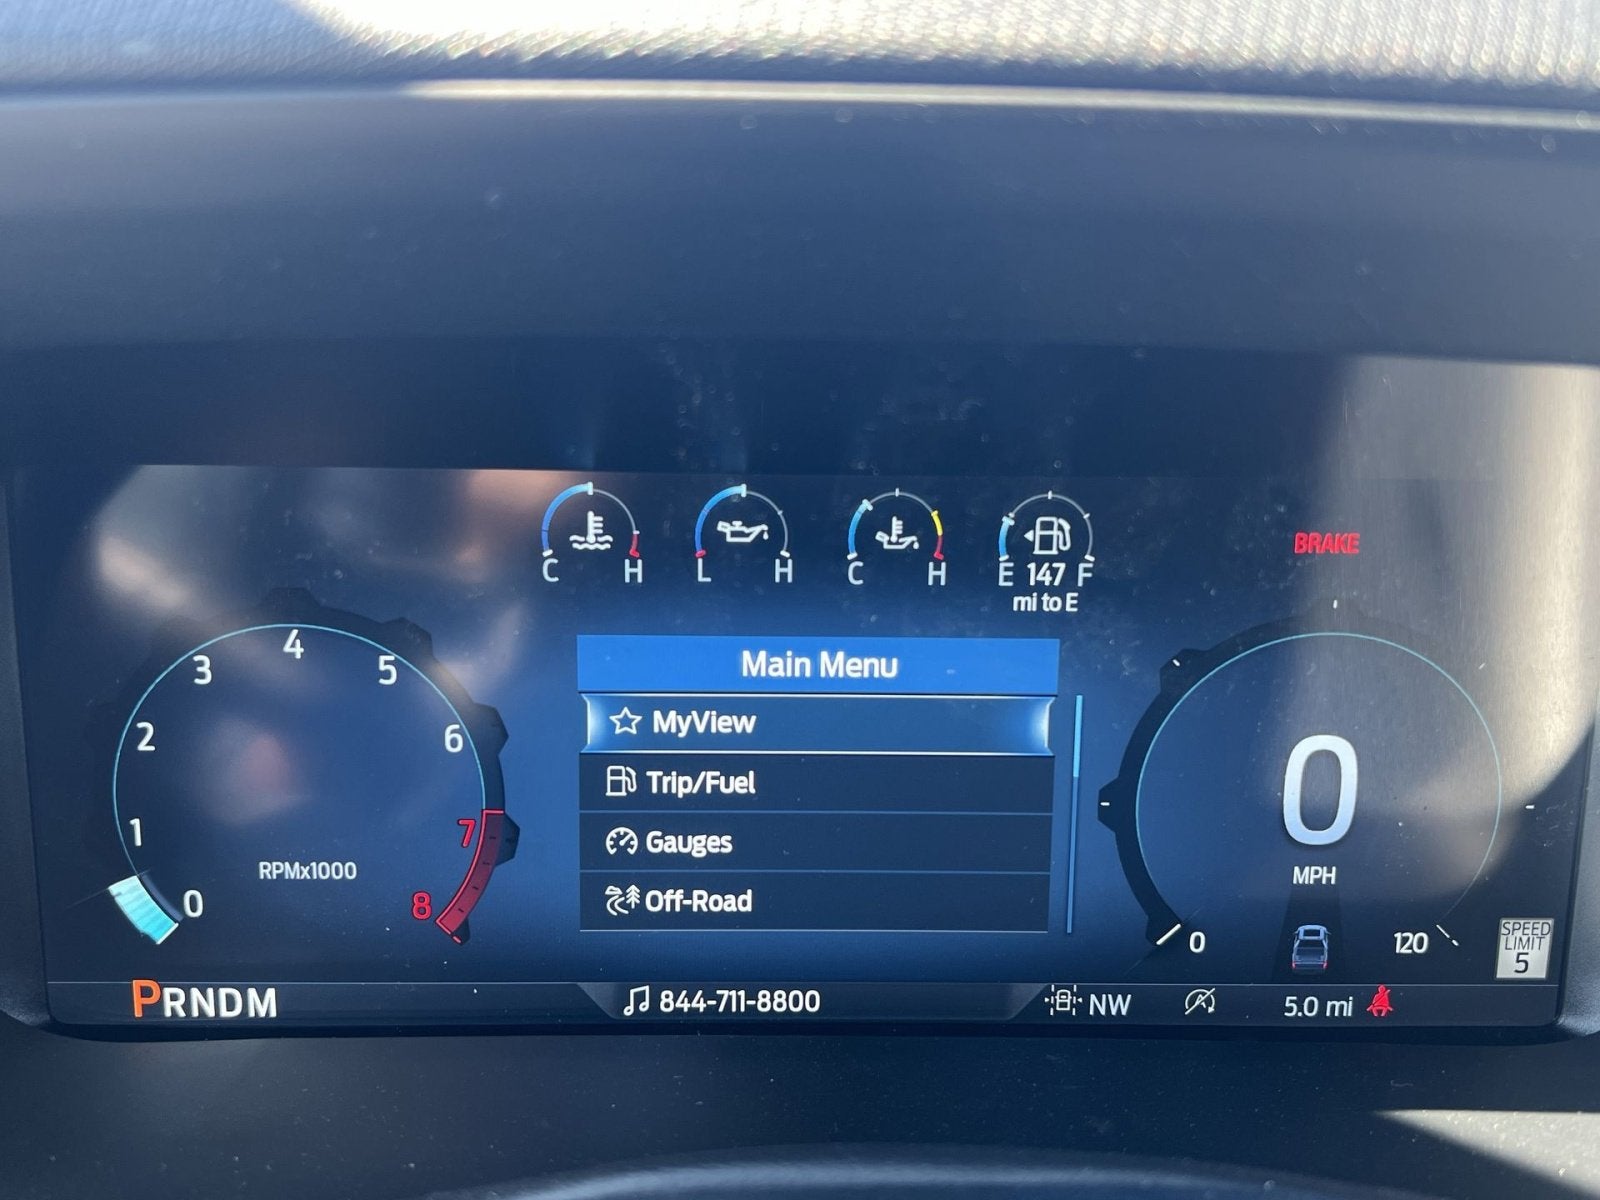 C H
L H
C H
E 147 F
mi to E
BRAKE
0 1 2 3 4 5 6 7 8
RPMx1000
Main Menu
MyView
Trip/Fuel
Gauges
Off-Road
0
MPH
0 120
SPEED
LIMIT
5
PRNDM
844-711-8800
NW
5.0 mi